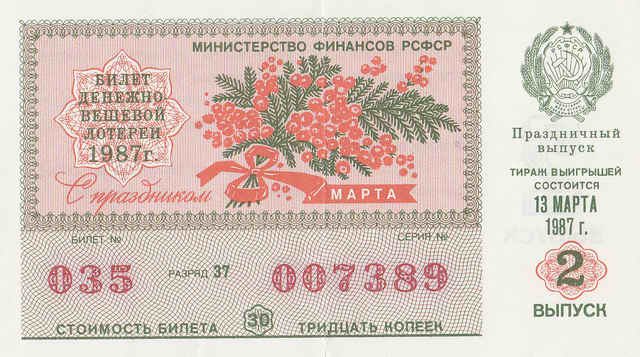 МИНИСТЕРСТВО ФИНАНСОВ РСФСР
БИЛЕТ
ДЕНЕЖНО-
ВЕЩЕВОЙ
ЛОТЕРЕИ
1987г.
С праздником
МАРТА
РСФСР
Праздничный
выпуск
ТИРАЖ ВЫИГРЫШЕЙ
СОСТОИТСЯ
13 МАРТА
1987 г.
2
ВЫПУСК
БИЛЕТ № СЕРИЯ №
035 РАЗРЯД 37 007389
СТОИМОСТЬ БИЛЕТА 30 ТРИДЦАТЬ КОПЕЕК